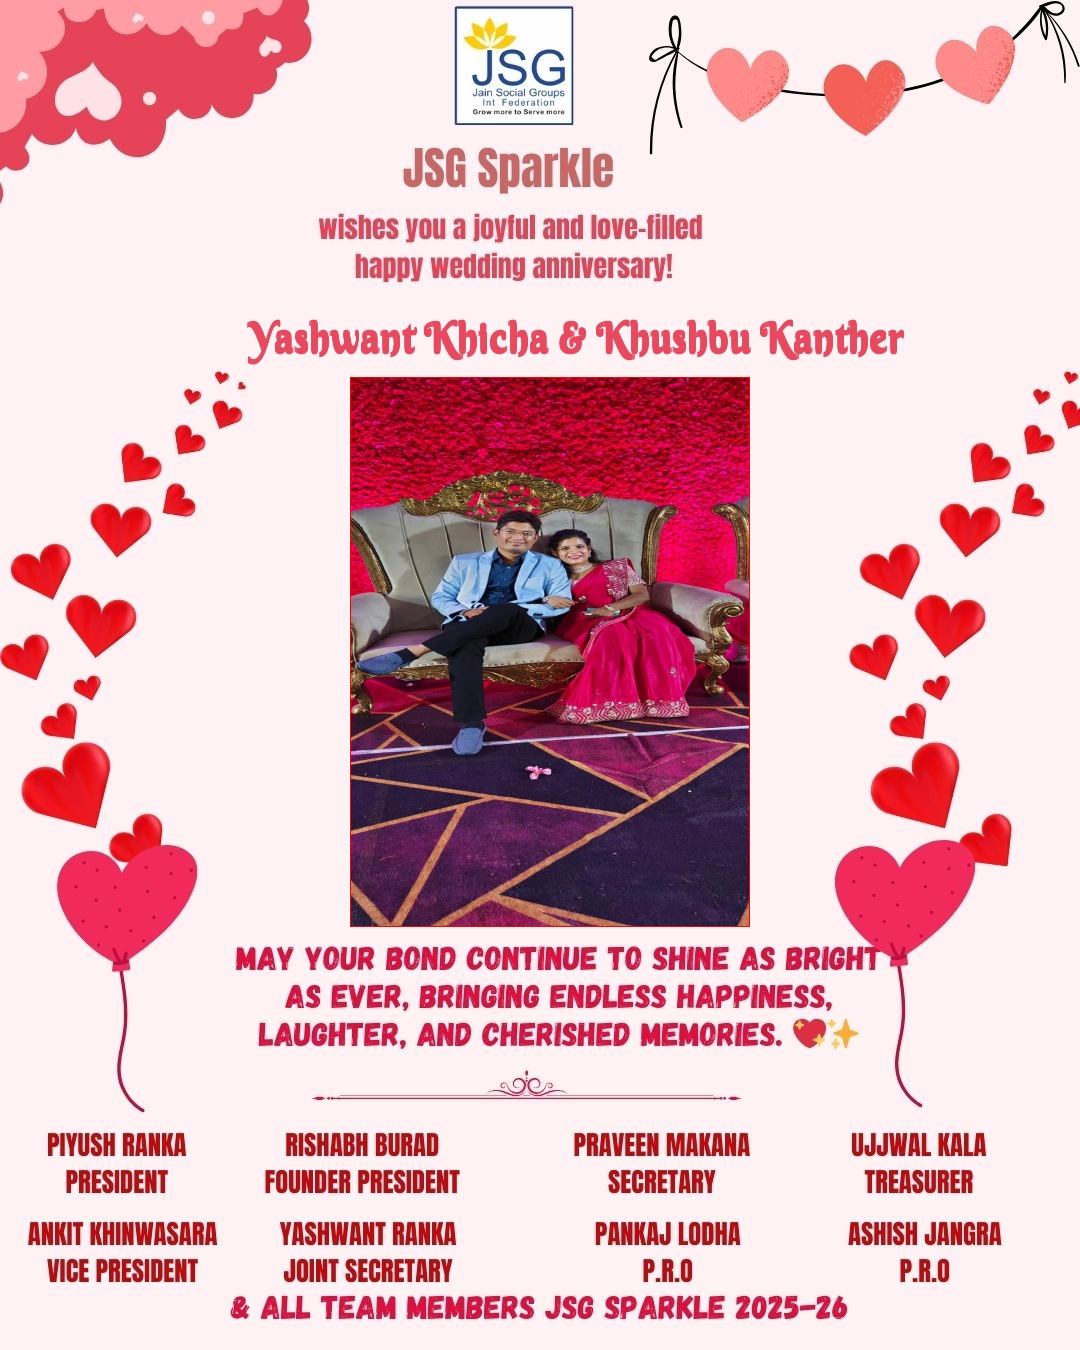 JSG
Jain Social Groups
Int Federation
Grow more to Serve more
JSG Sparkle
wishes you a joyful and love-filled
happy wedding anniversary!
Yashwant Khicha & Khushbu Kanther
MAY YOUR BOND CONTINUE TO SHINE AS BRIGHT
AS EVER, BRINGING ENDLESS HAPPINESS,
LAUGHTER, AND CHERISHED MEMORIES. 💖✨
PIYUSH RANKA
PRESIDENT
RISHABH BURAD
FOUNDER PRESIDENT
PRAVEEN MAKANA
SECRETARY
UJJWAL KALA
TREASURER
ANKIT KHINWASARA
VICE PRESIDENT
YASHWANT RANKA
JOINT SECRETARY
PANKAJ LODHA
P.R.O
ASHISH JANGRA
P.R.O
& ALL TEAM MEMBERS JSG SPARKLE 2025-26